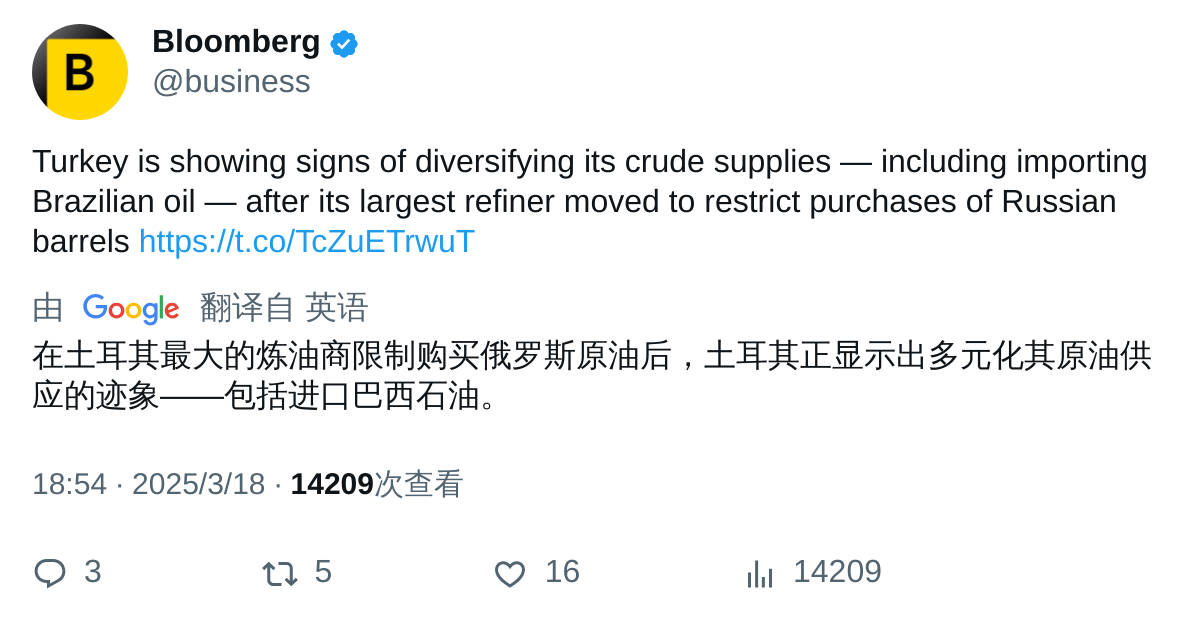 B
Bloomberg
@business
Turkey is showing signs of diversifying its crude supplies — including importing
Brazilian oil — after its largest refiner moved to restrict purchases of Russian
barrels https://t.co/TcZuETrwuT
由 Google 翻译自 英语
在土耳其最大的炼油商限制购买俄罗斯原油后，土耳其正显示出多元化其原油供
应的迹象——包括进口巴西石油。
18:54 · 2025/3/18 · 14209次查看
3 5 16 14209